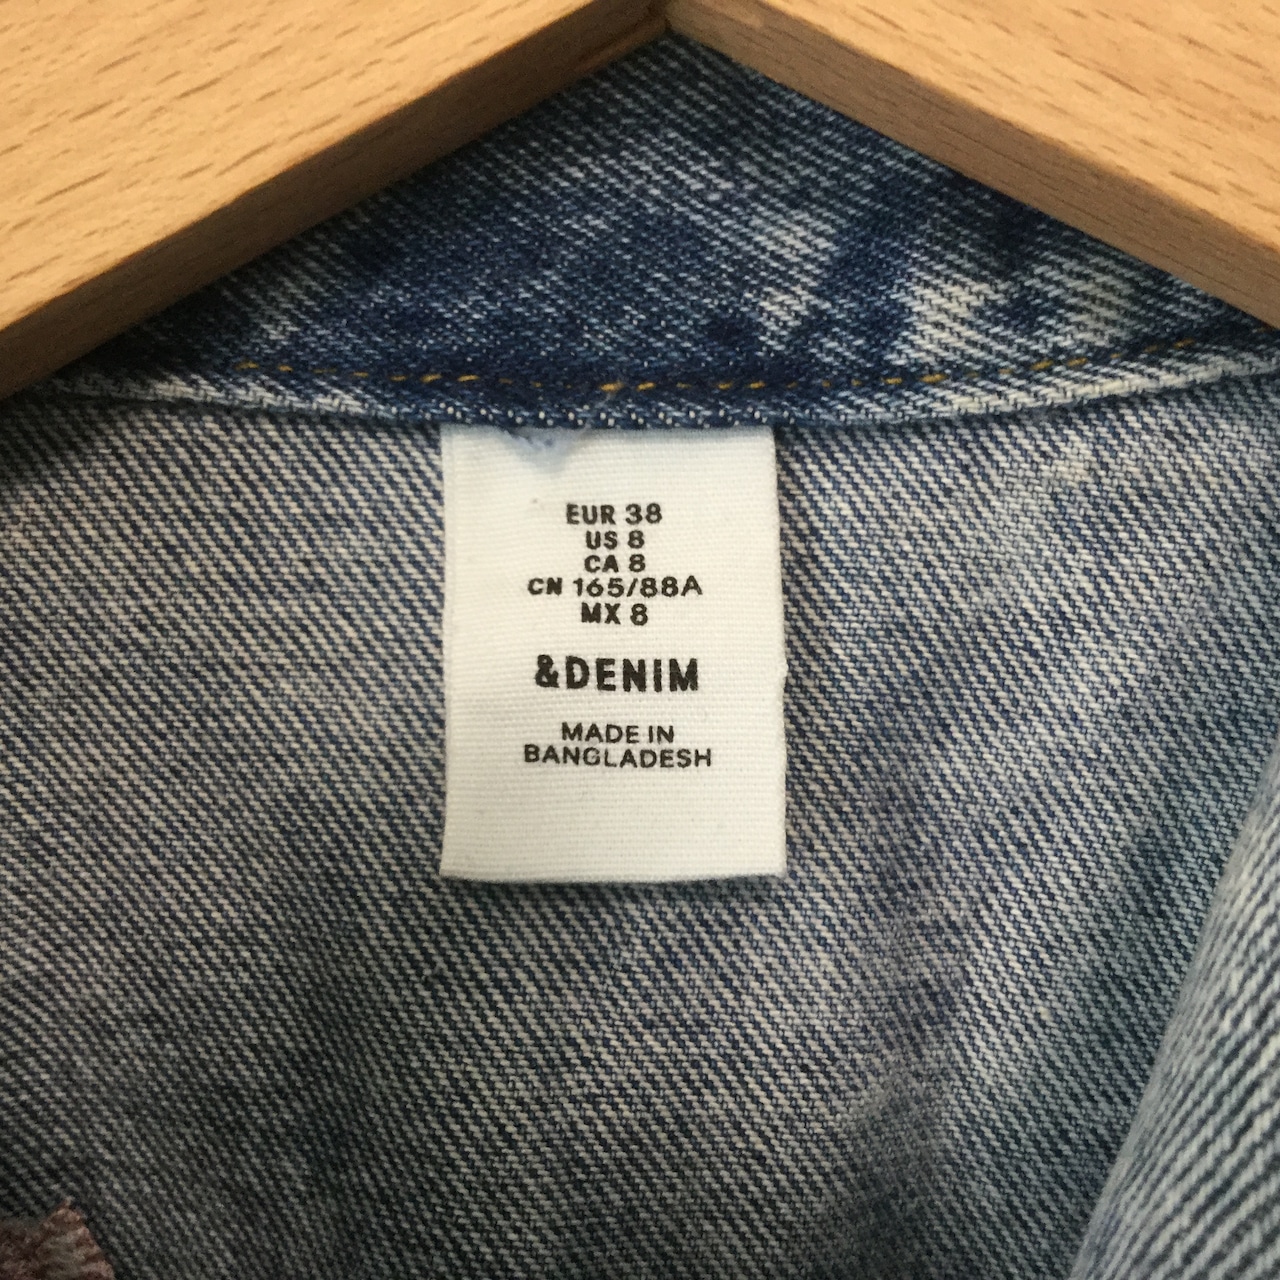 EUR 38
US 8
CA 8
CN 165/88A
MX 8
&DENIM
MADE IN
BANGLADESH